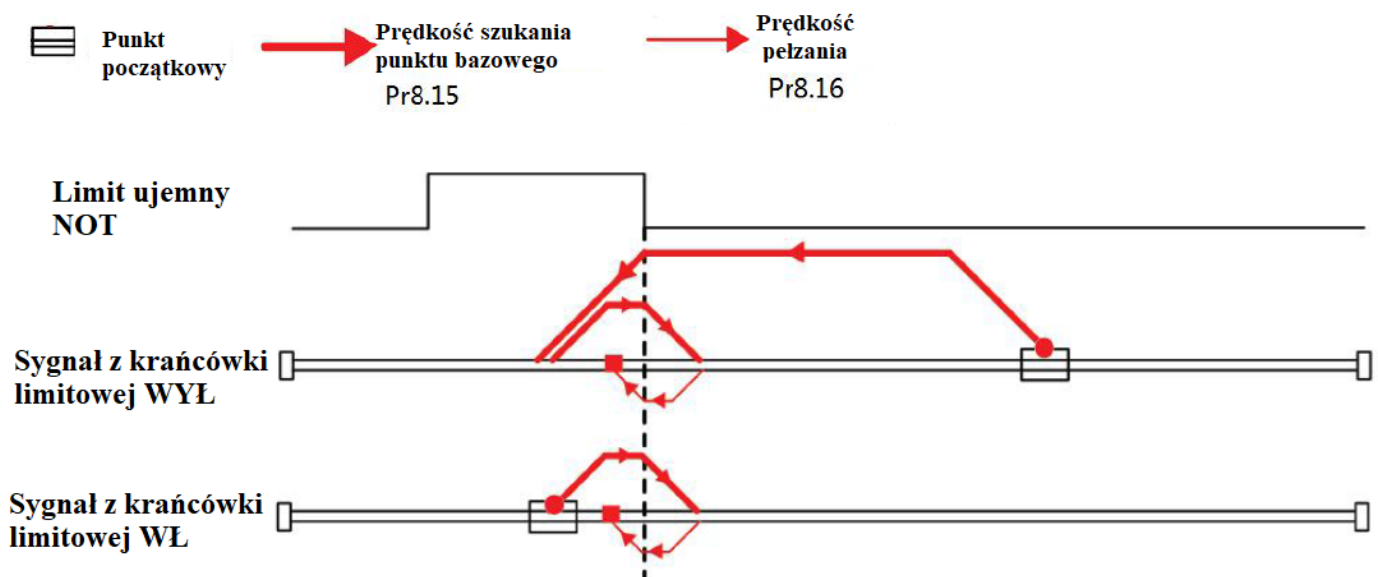 Punkt
początkowy
Prędkość szukania
punktu bazowego
Pr8.15
Prędkość
pełzania
Pr8.16
Limit ujemny
NOT
Sygnał z krańcówki
limitowej WYŁ
Sygnał z krańcówki
limitowej WŁ